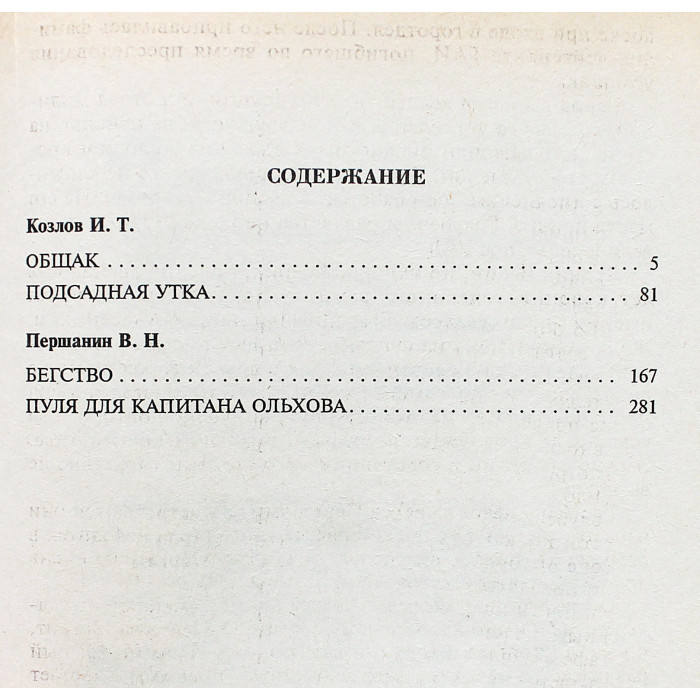 СОДЕРЖАНИЕ
Козлов И. Т.
ОБЩАК . . . . . . . . . . . . . . . . . . . . . . . . . . . . . . . . . . . . . . . . . . 5
ПОДСАДНАЯ УТКА. . . . . . . . . . . . . . . . . . . . . . . . . . . . . . . . 81
Першанин В. Н.
БЕГСТВО . . . . . . . . . . . . . . . . . . . . . . . . . . . . . . . . . . . . . . 167
ПУЛЯ ДЛЯ КАПИТАНА ОЛЬХОВА. . . . . . . . . . . . . . . . . . . . . 281